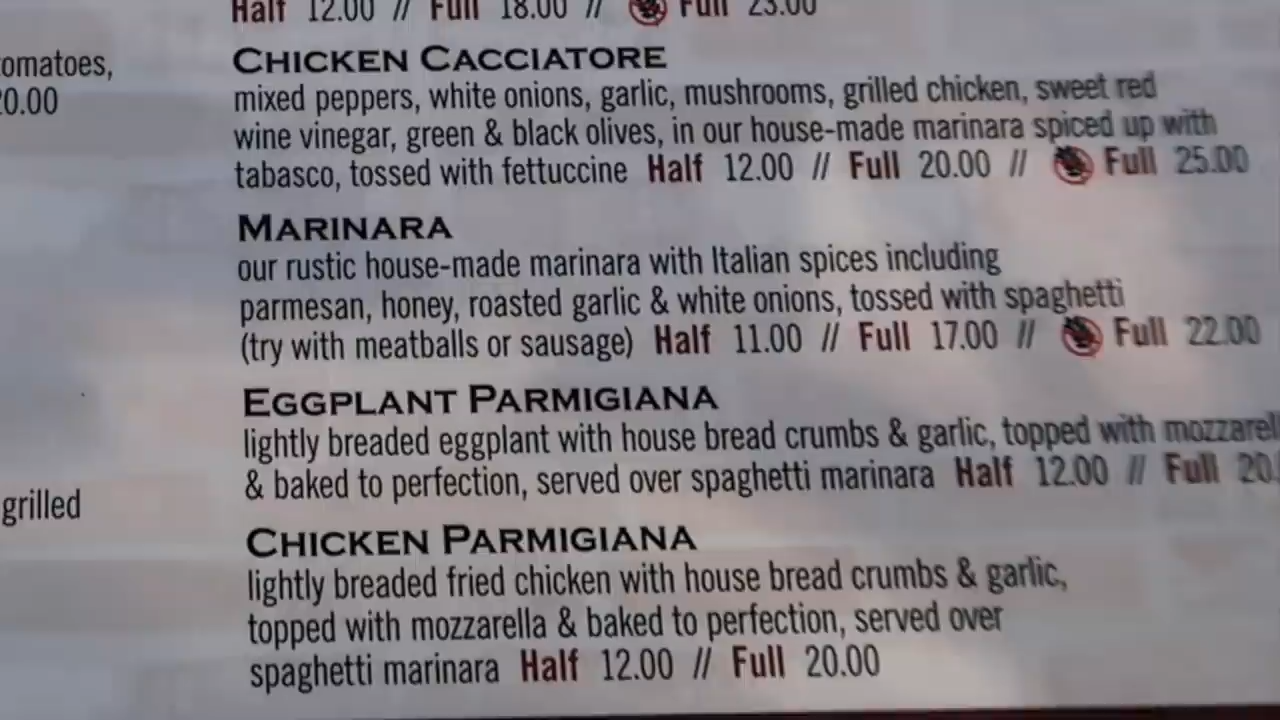 Half 12.00 // Full 18.00 // Full 23.00
omatoes,
0.00
CHICKEN CACCIATORE
mixed peppers, white onions, garlic, mushrooms, grilled chicken, sweet red
wine vinegar, green & black olives, in our house-made marinara spiced up with
tabasco, tossed with fettuccine Half 12.00 // Full 20.00 // Full 25.00
MARINARA
our rustic house-made marinara with Italian spices including
parmesan, honey, roasted garlic & white onions, tossed with spaghetti
(try with meatballs or sausage) Half 11.00 // Full 17.00 // Full 22.00
EGGPLANT PARMIGIANA
lightly breaded eggplant with house bread crumbs & garlic, topped with mozzarel
& baked to perfection, served over spaghetti marinara Half 12.00 // Full 20.
grilled
CHICKEN PARMIGIANA
lightly breaded fried chicken with house bread crumbs & garlic,
topped with mozzarella & baked to perfection, served over
spaghetti marinara Half 12.00 // Full 20.00